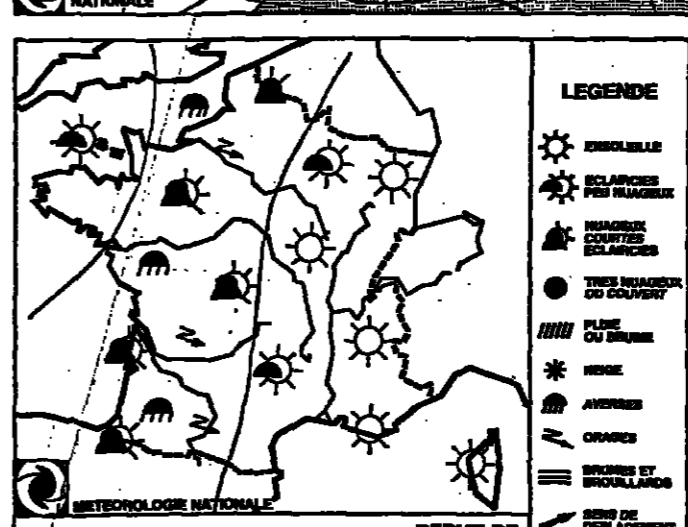 NATIONALE
LEGENDE
ENSOLEILLE
ECLAIRCIES
PEU NUAGEUX
NUAGEUX
COURTES
ECLAIRCIES
TRES NUAGEUX
OU COUVERT
PLUIE
OU BRUINE
NEIGE
AVERSES
ORAGES
BRUMES ET
BROUILLARDS
SENS DE
DEPLACEMENT
METEOROLOGIE NATIONALE